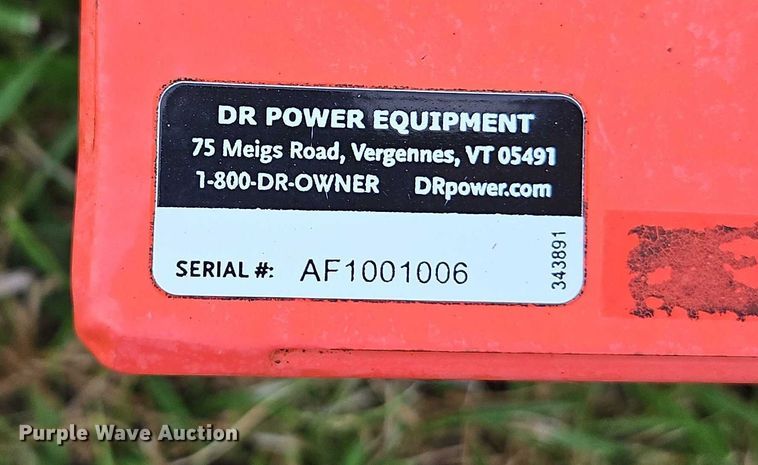 DR POWER EQUIPMENT
75 Meigs Road, Vergennes, VT 05491
1-800-DR-OWNER DRpower.com
SERIAL #: AF1001006
343891
Purple Wave Auction